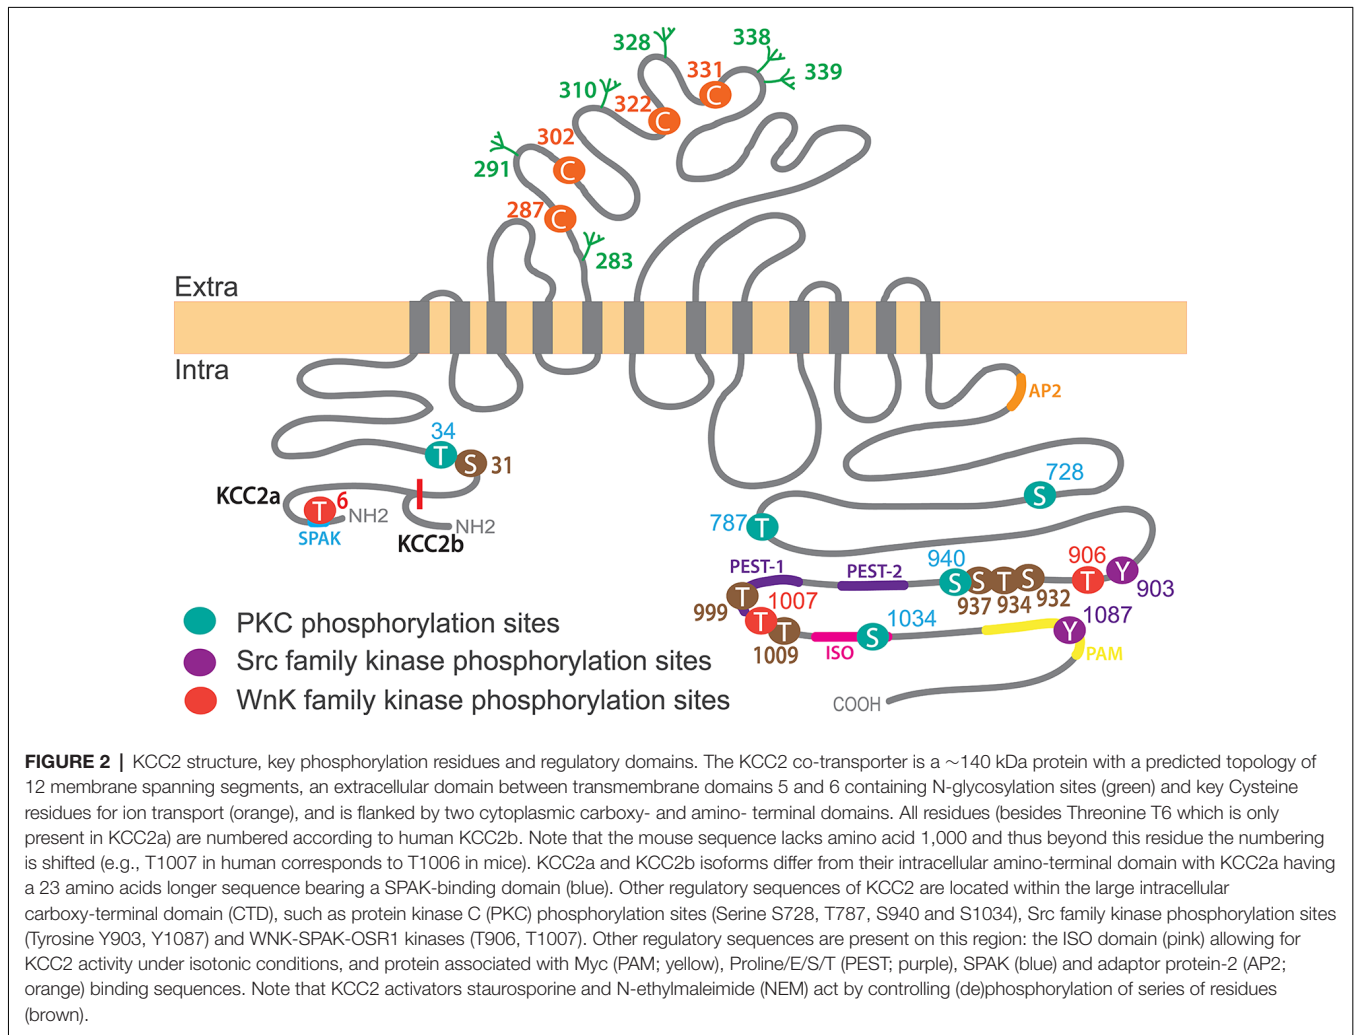 328
338
331
339
310
322
302
291
287
283
C
C
C
C
Extra
Intra
AP2
34
T
S
31
728
S
KCC2a
T
6
NH2
SPAK
NH2
KCC2b
787
T
940
906
PEST-1
PEST-2
S
S
T
S
T
Y
903
T
937
934
932
999
1007
T
T
1009
1034
S
ISO
1087
Y
PAM
COOH
PKC phosphorylation sites
Src family kinase phosphorylation sites
WnK family kinase phosphorylation sites
FIGURE 2 | KCC2 structure, key phosphorylation residues and regulatory domains. The KCC2 co-transporter is a ∼140 kDa protein with a predicted topology of
12 membrane spanning segments, an extracellular domain between transmembrane domains 5 and 6 containing N-glycosylation sites (green) and key Cysteine
residues for ion transport (orange), and is flanked by two cytoplasmic carboxy- and amino- terminal domains. All residues (besides Threonine T6 which is only
present in KCC2a) are numbered according to human KCC2b. Note that the mouse sequence lacks amino acid 1,000 and thus beyond this residue the numbering
is shifted (e.g., T1007 in human corresponds to T1006 in mice). KCC2a and KCC2b isoforms differ from their intracellular amino-terminal domain with KCC2a having
a 23 amino acids longer sequence bearing a SPAK-binding domain (blue). Other regulatory sequences of KCC2 are located within the large intracellular
carboxy-terminal domain (CTD), such as protein kinase C (PKC) phosphorylation sites (Serine S728, T787, S940 and S1034), Src family kinase phosphorylation sites
(Tyrosine Y903, Y1087) and WNK-SPAK-OSR1 kinases (T906, T1007). Other regulatory sequences are present on this region: the ISO domain (pink) allowing for
KCC2 activity under isotonic conditions, and protein associated with Myc (PAM; yellow), Proline/E/S/T (PEST; purple), SPAK (blue) and adaptor protein-2 (AP2;
orange) binding sequences. Note that KCC2 activators staurosporine and N-ethylmaleimide (NEM) act by controlling (de)phosphorylation of series of residues
(brown).